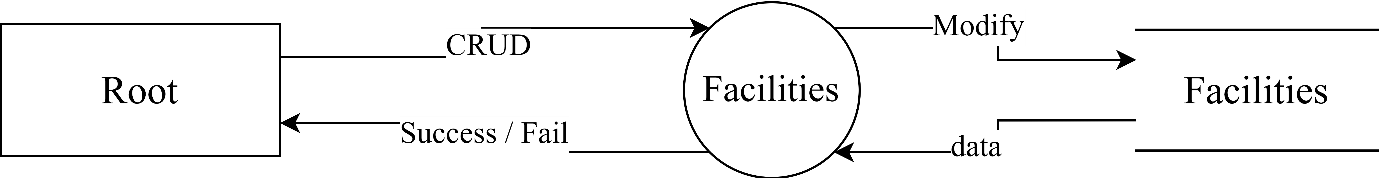 Root
CRUD
Success / Fail
Facilities
Modify
data
Facilities